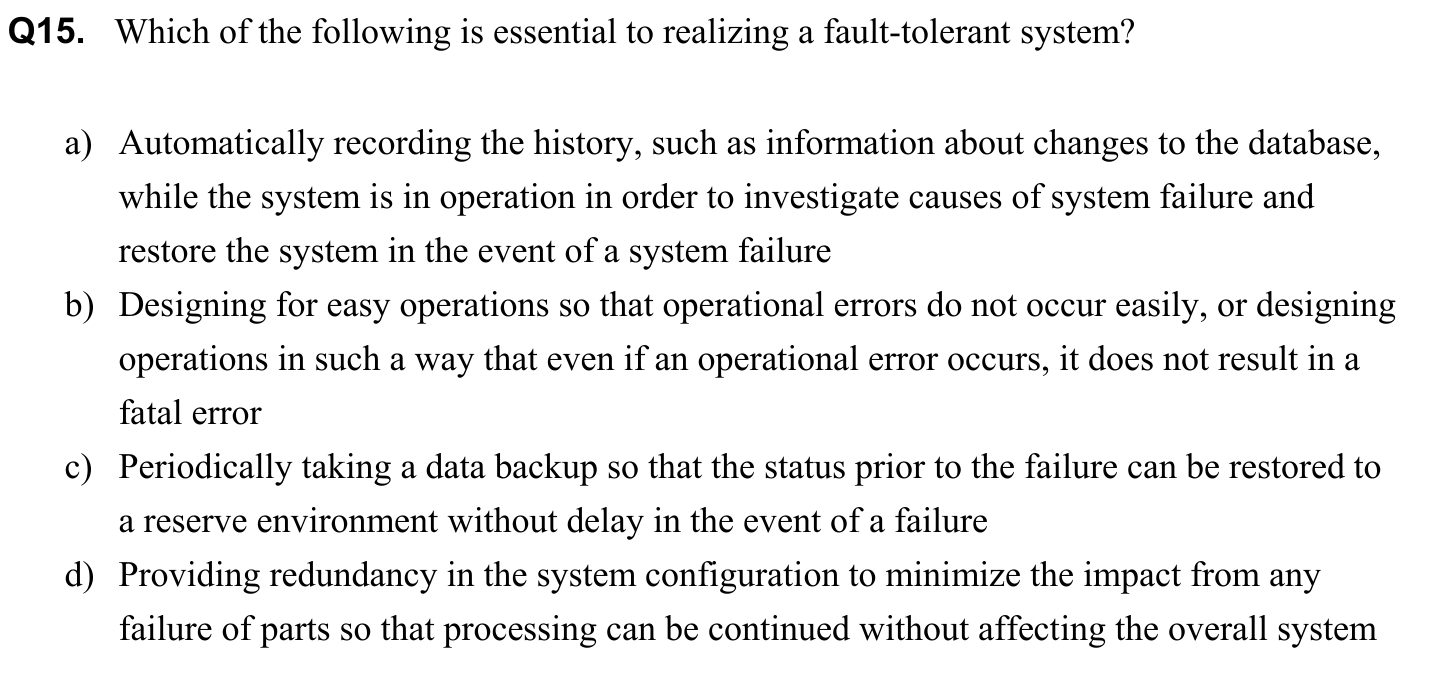 Q15. Which of the following is essential to realizing a fault-tolerant system?
a) Automatically recording the history, such as information about changes to the database,
while the system is in operation in order to investigate causes of system failure and
restore the system in the event of a system failure
b) Designing for easy operations so that operational errors do not occur easily, or designing
operations in such a way that even if an operational error occurs, it does not result in a
fatal error
c) Periodically taking a data backup so that the status prior to the failure can be restored to
a reserve environment without delay in the event of a failure
d) Providing redundancy in the system configuration to minimize the impact from any
failure of parts so that processing can be continued without affecting the overall system